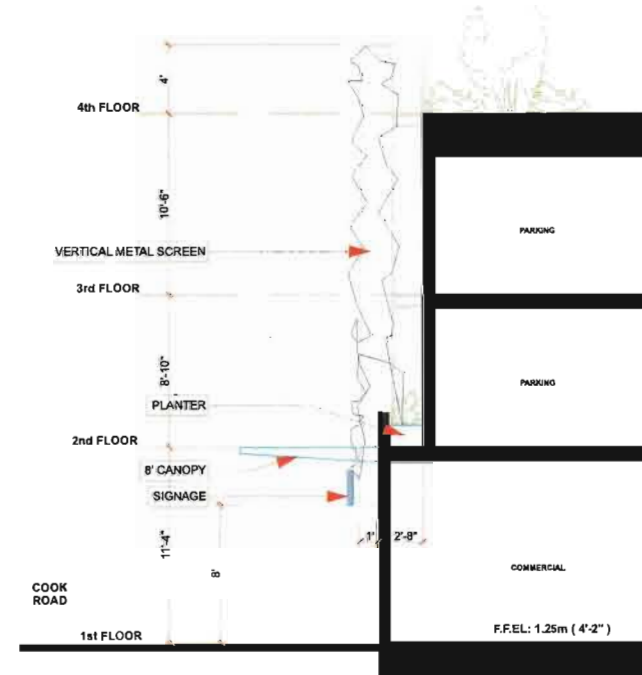 4'
4th FLOOR
10'-6"
PARKING
VERTICAL METAL SCREEN
3rd FLOOR
8'-10"
PARKING
PLANTER
2nd FLOOR
8' CANOPY
SIGNAGE
11'-4"
1'
2'-8"
8'
COMMERCIAL
COOK
ROAD
F.F.EL: 1.25m ( 4'-2" )
1st FLOOR